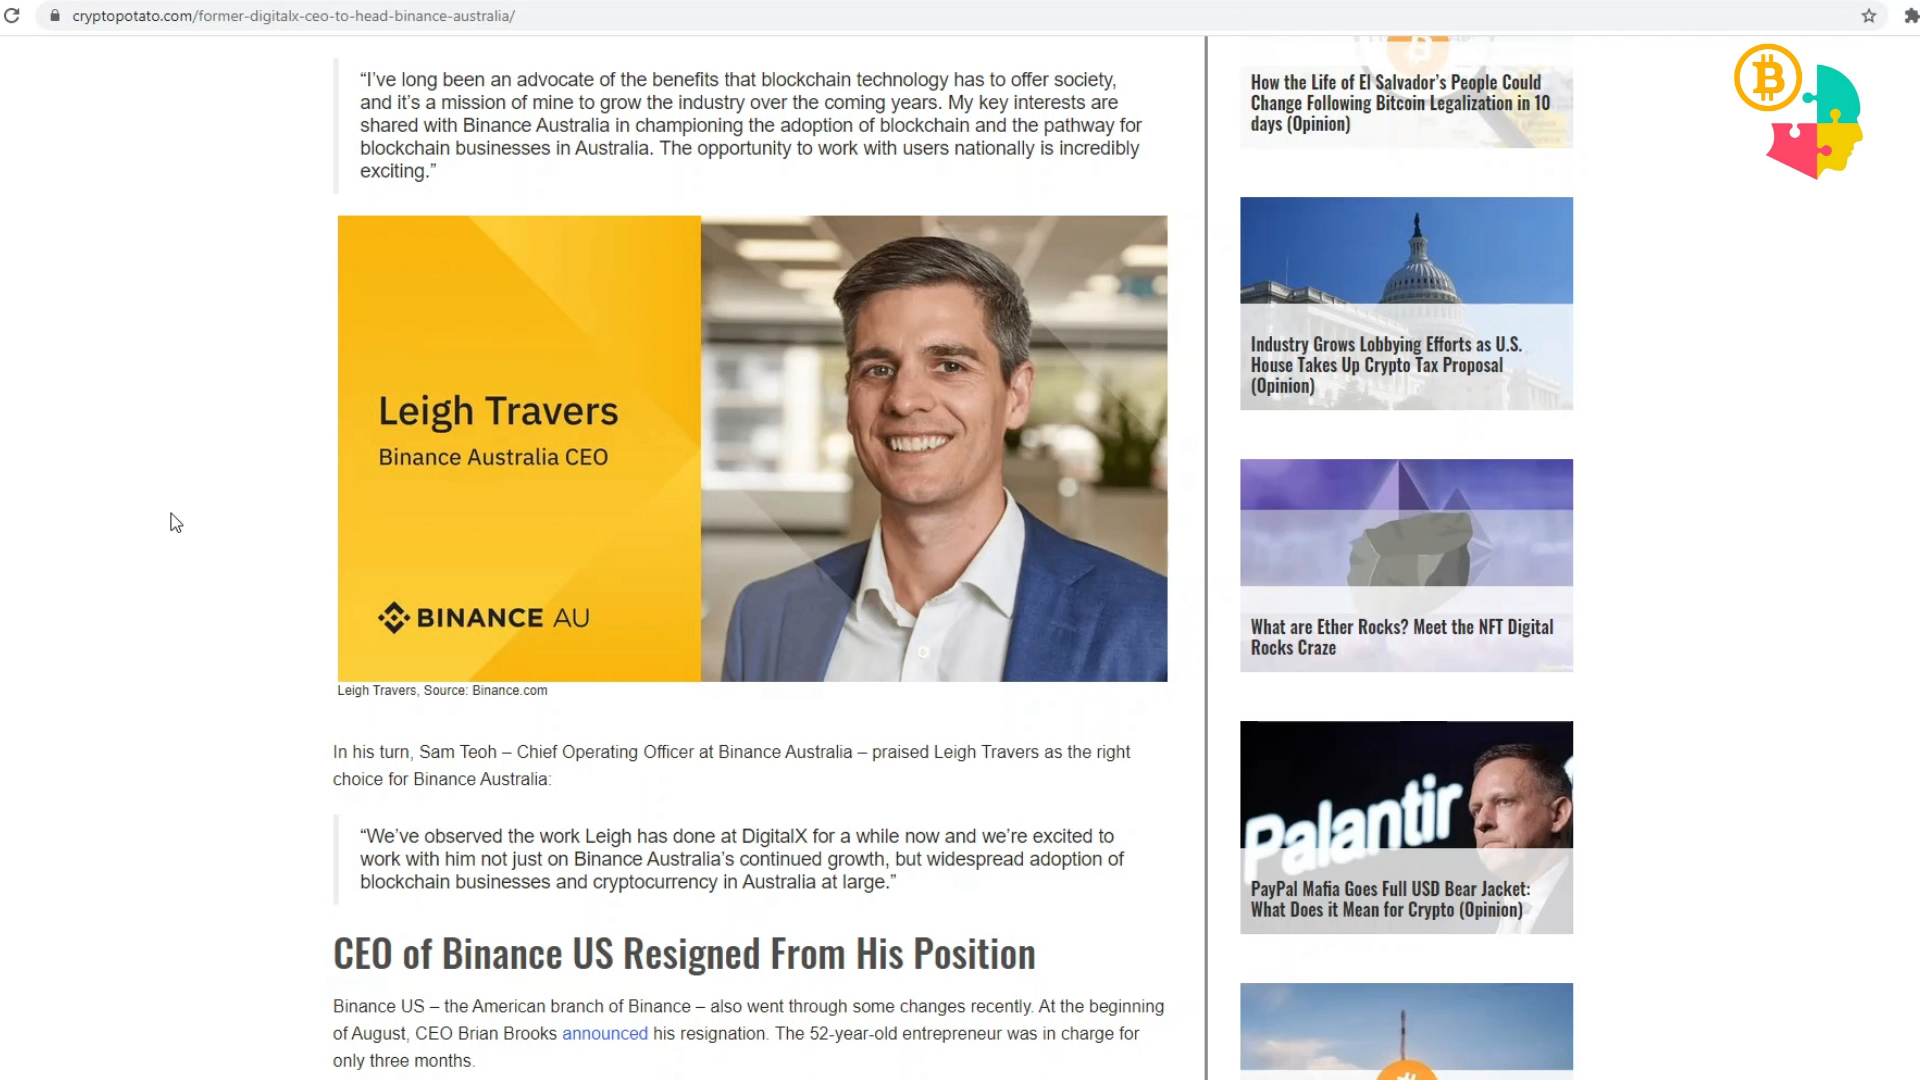 cryptopotato.com/former-digitalx-ceo-to-head-binance-australia/
“I’ve long been an advocate of the benefits that blockchain technology has to offer society,
and it’s a mission of mine to grow the industry over the coming years. My key interests are
shared with Binance Australia in championing the adoption of blockchain and the pathway for
blockchain businesses in Australia. The opportunity to work with users nationally is incredibly
exciting.”
Leigh Travers
Binance Australia CEO
BINANCE AU
Leigh Travers, Source: Binance.com
In his turn, Sam Teoh – Chief Operating Officer at Binance Australia – praised Leigh Travers as the right
choice for Binance Australia:
“We’ve observed the work Leigh has done at DigitalX for a while now and we’re excited to
work with him not just on Binance Australia’s continued growth, but widespread adoption of
blockchain businesses and cryptocurrency in Australia at large.”
CEO of Binance US Resigned From His Position
Binance US – the American branch of Binance – also went through some changes recently. At the beginning
of August, CEO Brian Brooks announced his resignation. The 52-year-old entrepreneur was in charge for
only three months.
How the Life of El Salvador’s People Could
Change Following Bitcoin Legalization in 10
days (Opinion)
Industry Grows Lobbying Efforts as U.S.
House Takes Up Crypto Tax Proposal
(Opinion)
What are Ether Rocks? Meet the NFT Digital
Rocks Craze
Palantir
PayPal Mafia Goes Full USD Bear Jacket:
What Does it Mean for Crypto (Opinion)